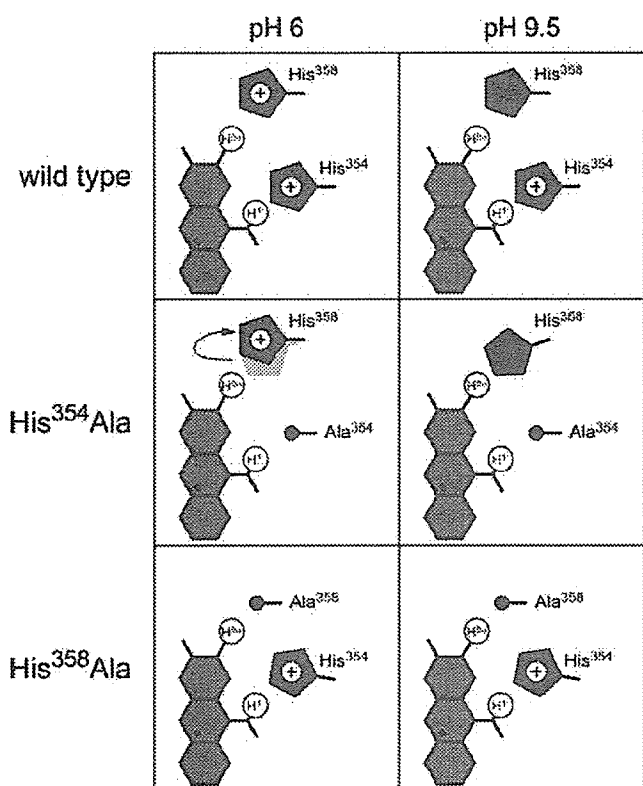 pH 6 pH 9.5
His358 His358
wild type
His354 His354
H+ H+
His358 His358
His354Ala
Ala354 Ala354
H+ H+
Ala358 Ala358
His358Ala
His354 His354
H+ H+